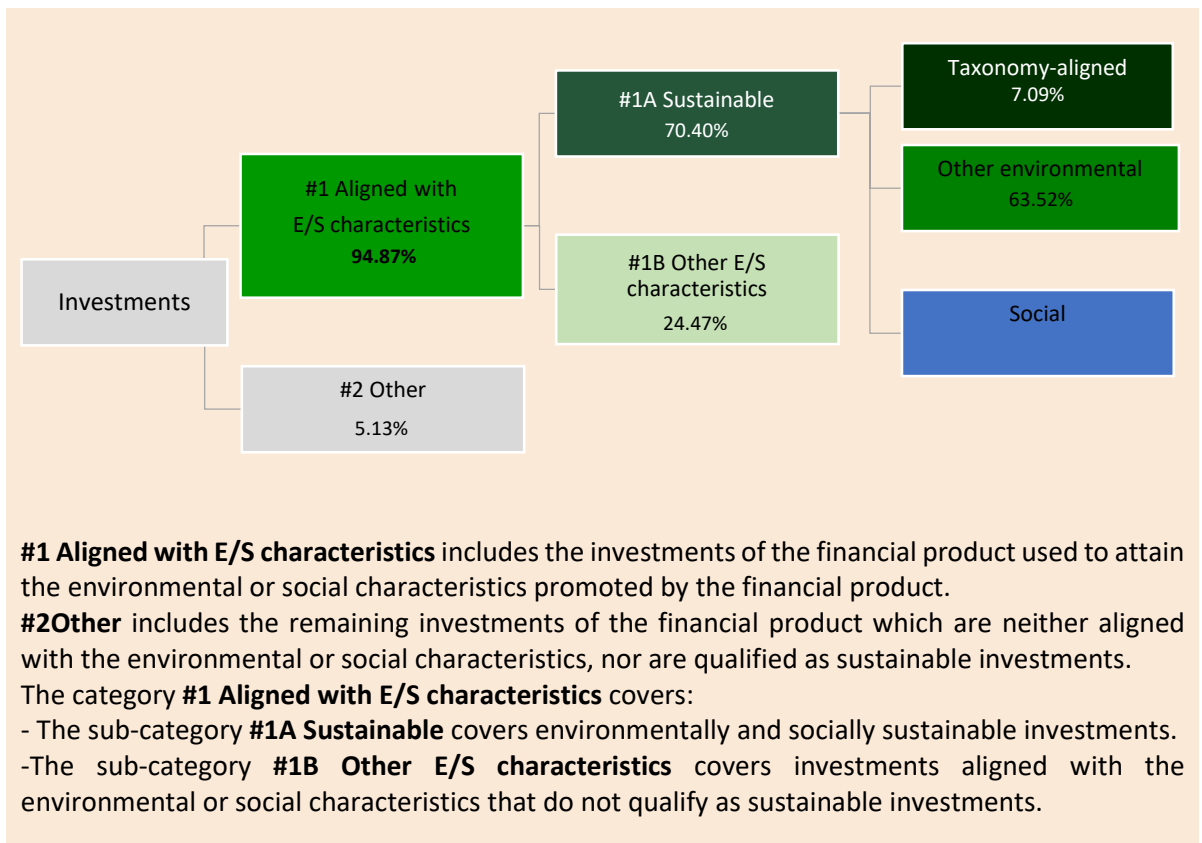 Investments
#1 Aligned with
E/S characteristics
94.87%
#2 Other
5.13%
#1A Sustainable
70.40%
#1B Other E/S
characteristics
24.47%
Taxonomy-aligned
7.09%
Other environmental
63.52%
Social
#1 Aligned with E/S characteristics includes the investments of the financial product used to attain
the environmental or social characteristics promoted by the financial product.
#2Other includes the remaining investments of the financial product which are neither aligned
with the environmental or social characteristics, nor are qualified as sustainable investments.
The category #1 Aligned with E/S characteristics covers:
- The sub-category #1A Sustainable covers environmentally and socially sustainable investments.
-The sub-category #1B Other E/S characteristics covers investments aligned with the
environmental or social characteristics that do not qualify as sustainable investments.